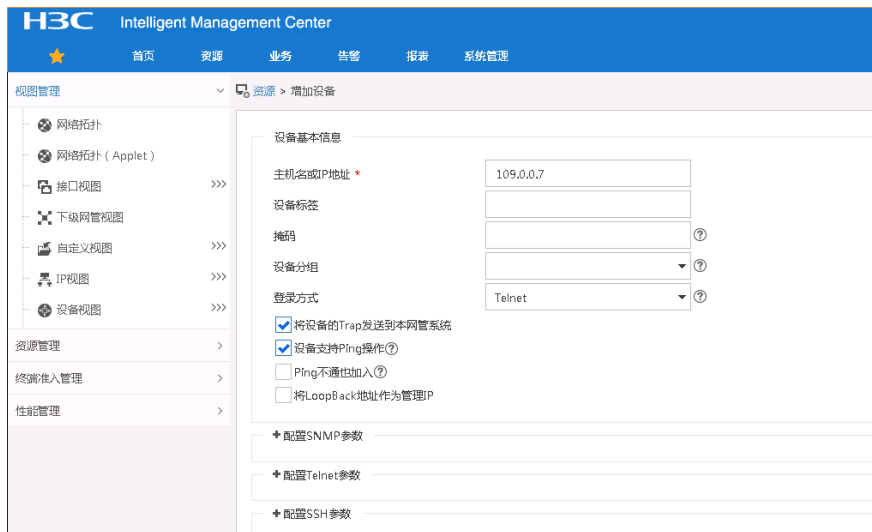 H3C Intelligent Management Center
首页 资源 业务 告警 报表 系统管理
视图管理
网络拓扑
网络拓扑 ( Applet )
接口视图 >>>
下级网管视图
自定义视图 >>>
IP视图 >>>
设备视图 >>>
资源管理 >
终端准入管理 >
性能管理 >
资源 > 增加设备
设备基本信息
主机名或IP地址 * 109.0.0.7
设备标签
掩码
设备分组
登录方式 Telnet
将设备的Trap发送到本网管系统
设备支持Ping操作
Ping不通也加入
将LoopBack地址作为管理IP
+ 配置SNMP参数
+ 配置Telnet参数
+ 配置SSH参数